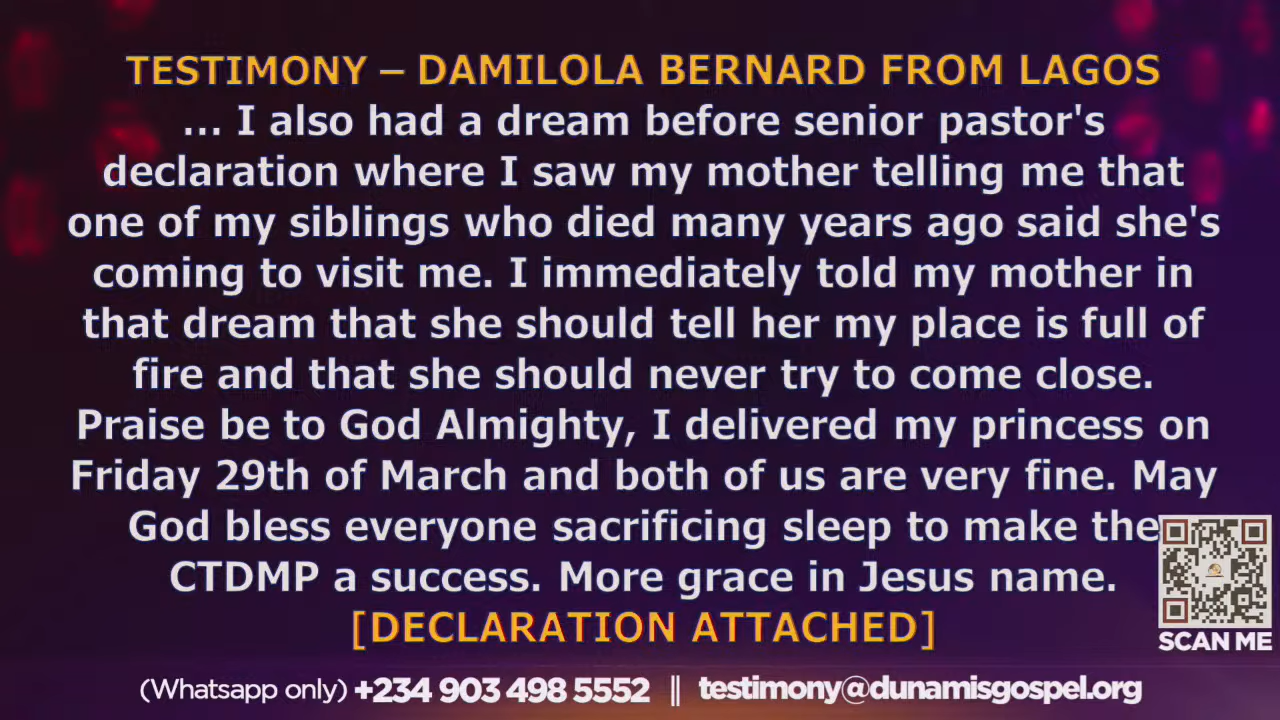 TESTIMONY – DAMILOLA BERNARD FROM LAGOS
... I also had a dream before senior pastor's
declaration where I saw my mother telling me that
one of my siblings who died many years ago said she's
coming to visit me. I immediately told my mother in
that dream that she should tell her my place is full of
fire and that she should never try to come close.
Praise be to God Almighty, I delivered my princess on
Friday 29th of March and both of us are very fine. May
God bless everyone sacrificing sleep to make the
CTDMP a success. More grace in Jesus name.
[DECLARATION ATTACHED]
SCAN ME
(Whatsapp only) +234 903 498 5552 || testimony@dunamisgospel.org